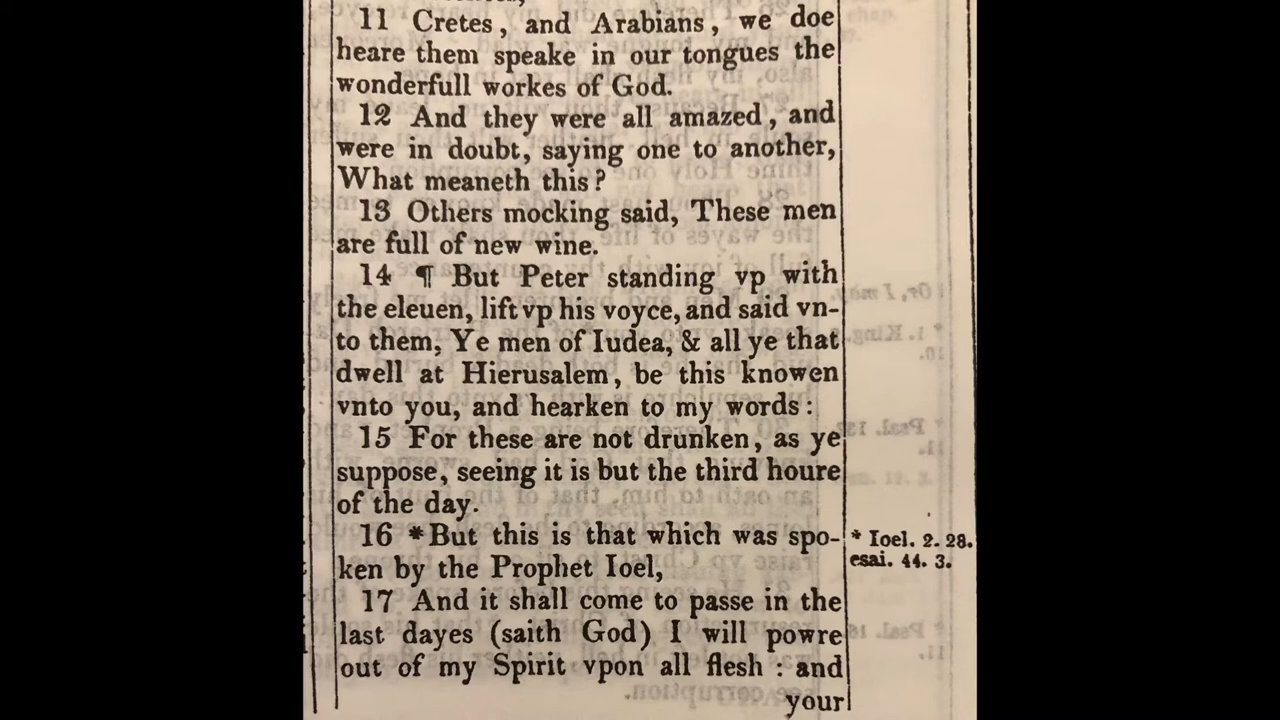 11 Cretes, and Arabians, we doe
heare them speake in our tongues the
wonderfull workes of God.
12 And they were all amazed, and
were in doubt, saying one to another,
What meaneth this?
13 Others mocking said, These men
are full of new wine.
14 ¶ But Peter standing vp with
the eleuen, lift vp his voyce, and said vn-
to them, Ye men of Iudea, & all ye that
dwell at Hierusalem, be this knowen
vnto you, and hearken to my words:
15 For these are not drunken, as ye
suppose, seeing it is but the third houre
of the day.
16 *But this is that which was spo-
ken by the Prophet Ioel,
17 And it shall come to passe in the
last dayes (saith God) I will powre
out of my Spirit vpon all flesh: and
your
* Ioel. 2. 28.
esai. 44. 3.